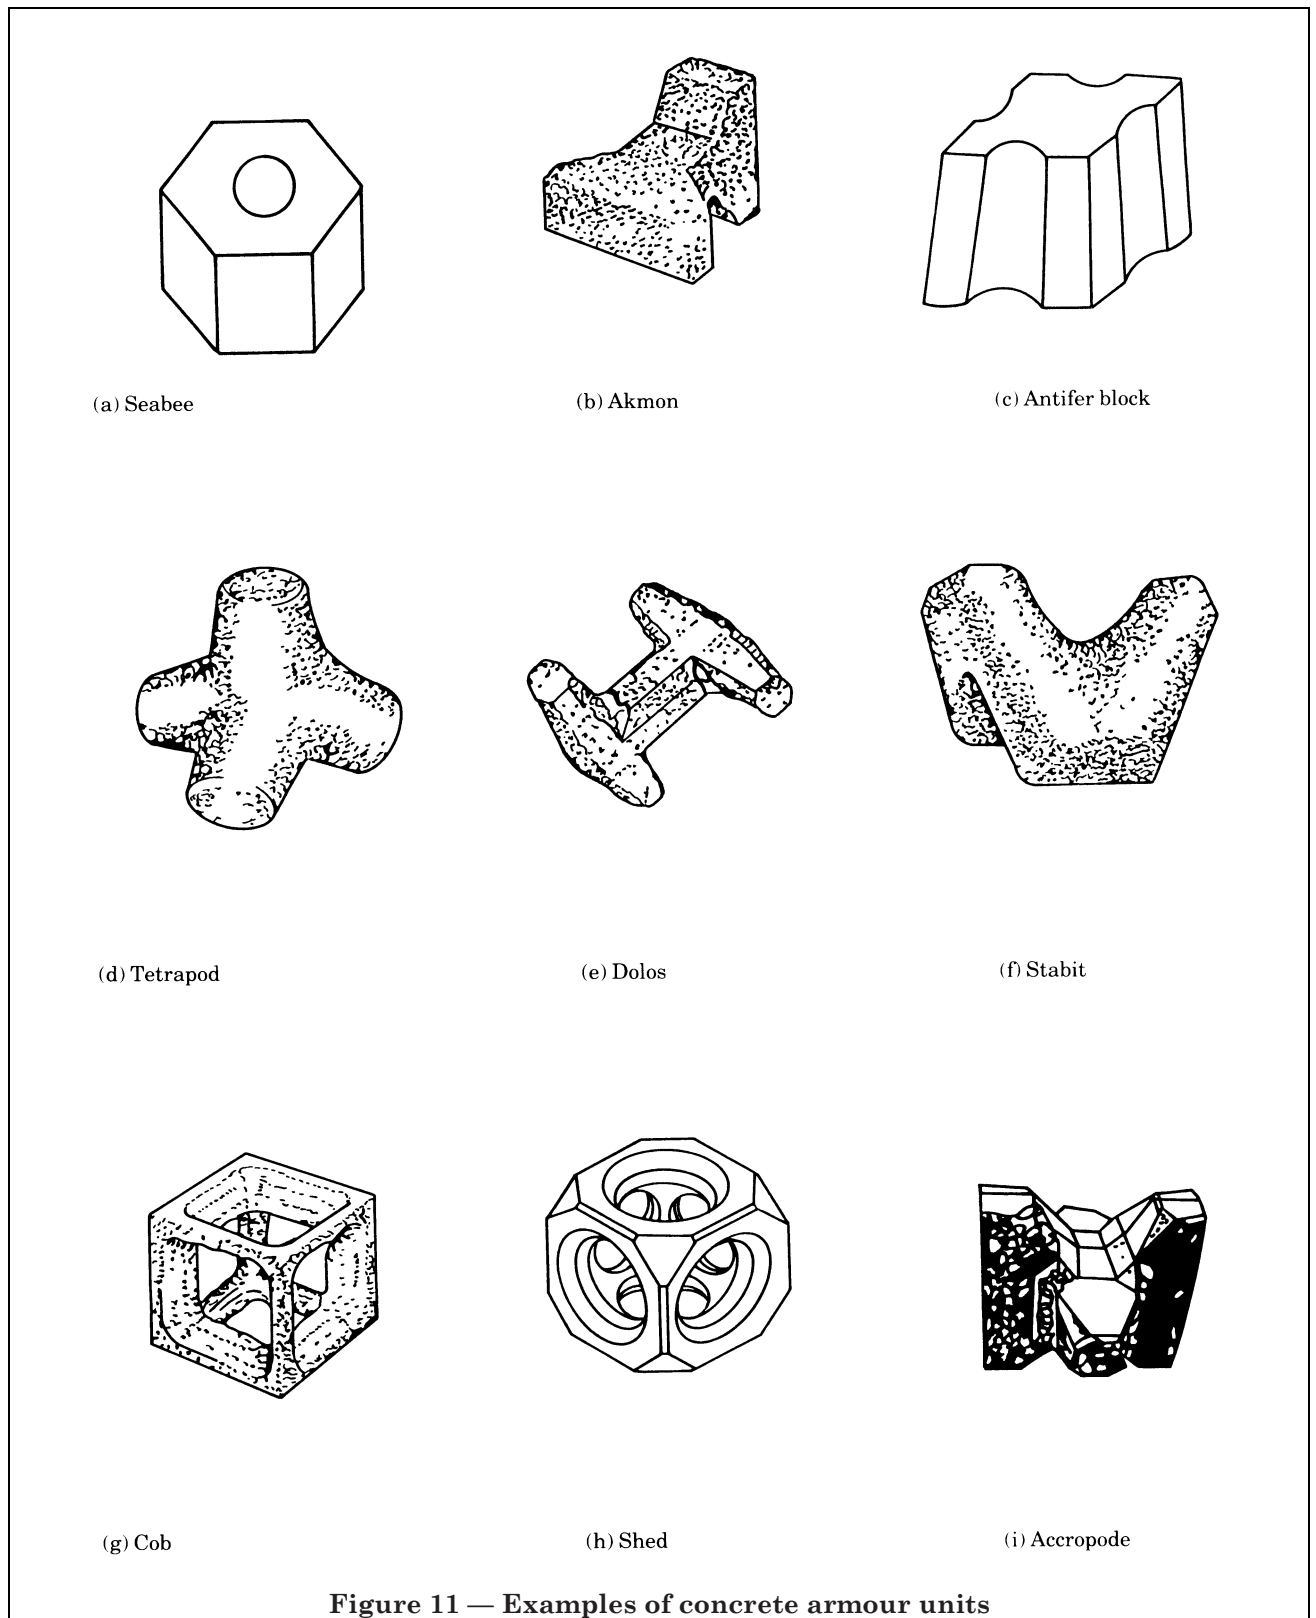 (a) Seabee
(b) Akmon
(c) Antifer block
(d) Tetrapod
(e) Dolos
(f) Stabit
(g) Cob
(h) Shed
(i) Accropode
Figure 11 — Examples of concrete armour units